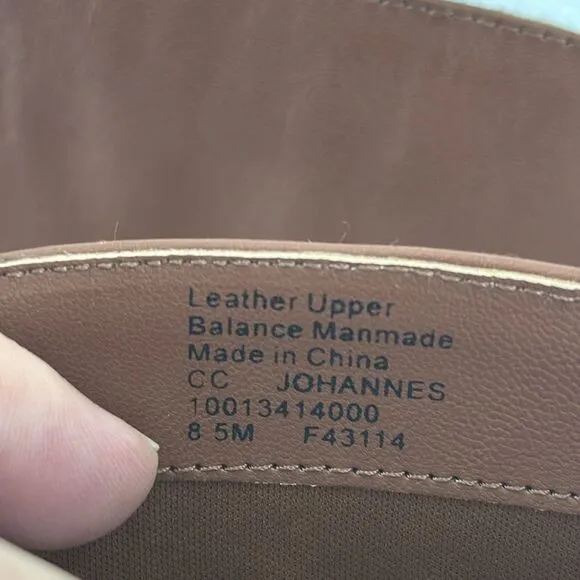 Leather Upper
Balance Manmade
Made in China
CC JOHANNES
10013414000
8 5M F43114